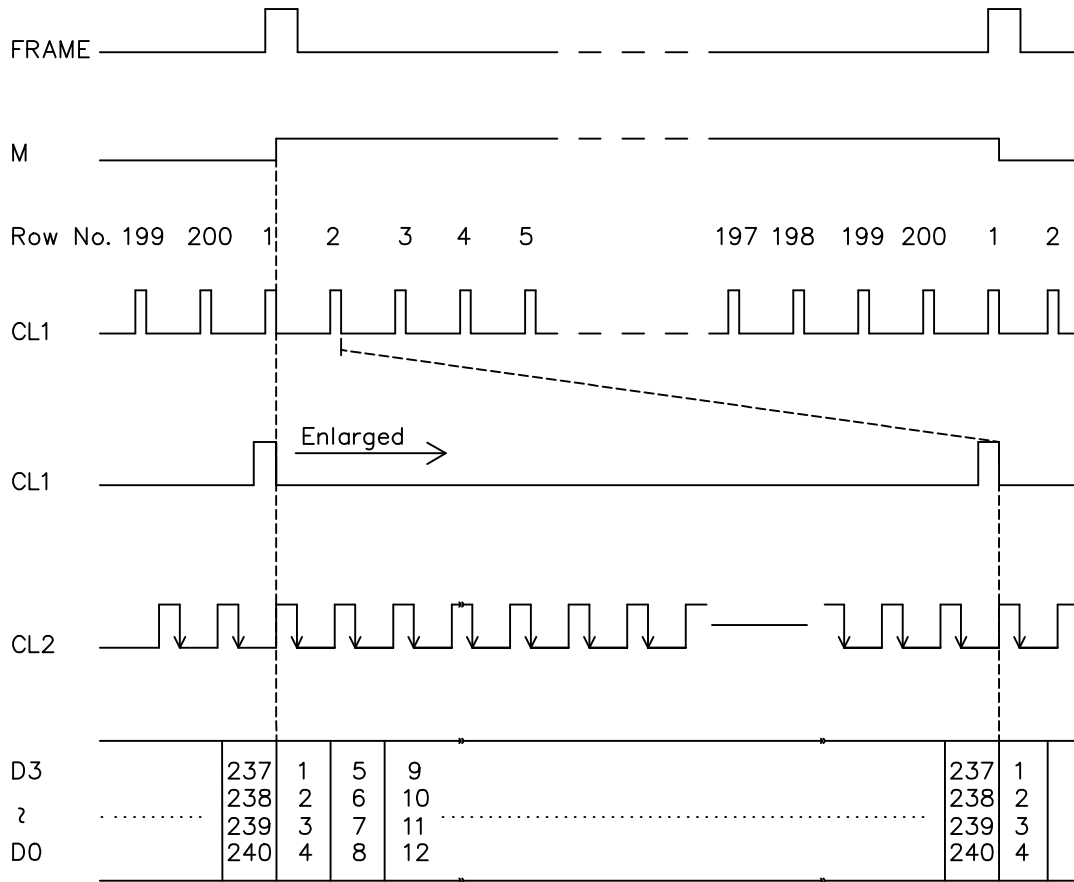 FRAME
M
Row No. 199 200 1 2 3 4 5 197 198 199 200 1 2
CL1
Enlarged
CL1
CL2
D3 237 1 5 9 237 1
238 2 6 10 238 2
~ 239 3 7 11 239 3
D0 240 4 8 12 240 4